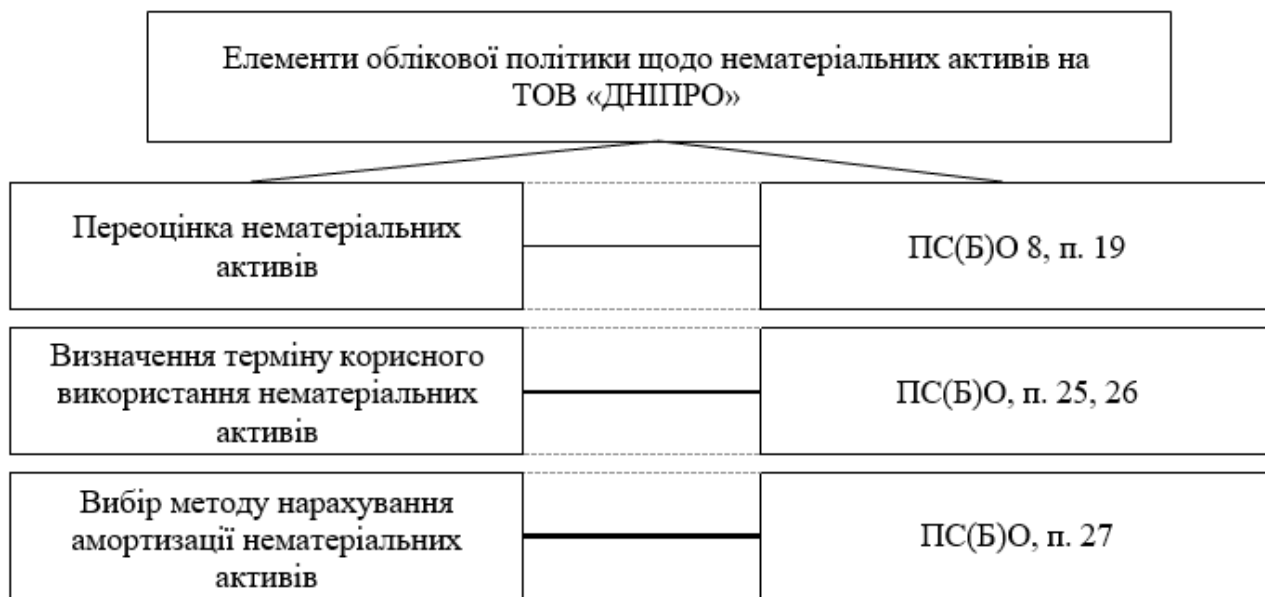 Елементи облікової політики щодо нематеріальних активів на
ТОВ «ДНІПРО»
Переоцінка нематеріальних
активів
ПС(Б)О 8, п. 19
Визначення терміну корисного
використання нематеріальних
активів
ПС(Б)О, п. 25, 26
Вибір методу нарахування
амортизації нематеріальних
активів
ПС(Б)О, п. 27